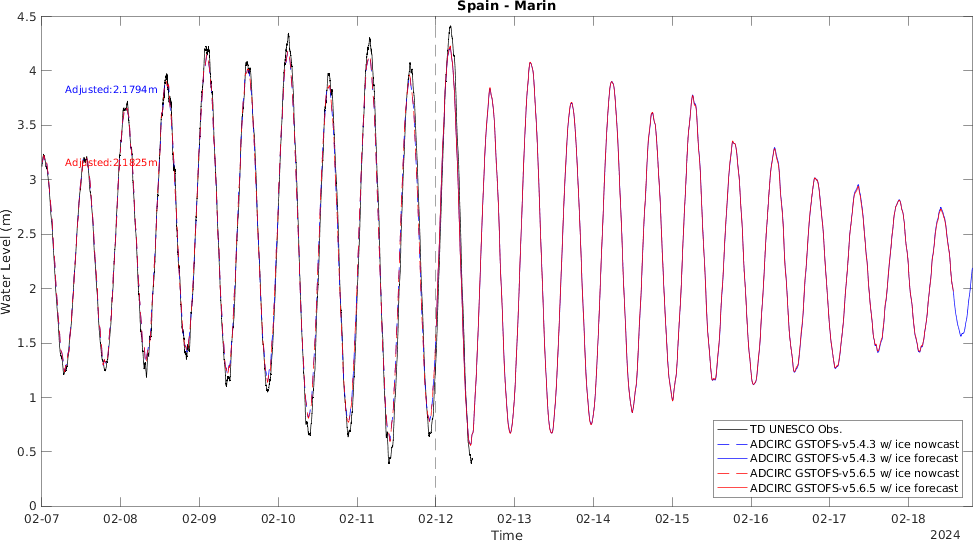 Spain - Marin
4.5
4
3.5
3
2.5
2
1.5
1
0.5
0
Water Level (m)
Adjusted:2.1794m
Adjusted:2.1825m
TD UNESCO Obs.
ADCIRC GSTOFS-v5.4.3 w/ ice nowcast
ADCIRC GSTOFS-v5.4.3 w/ ice forecast
ADCIRC GSTOFS-v5.6.5 w/ ice nowcast
ADCIRC GSTOFS-v5.6.5 w/ ice forecast
02-07 02-08 02-09 02-10 02-11 02-12 02-13 02-14 02-15 02-16 02-17 02-18
Time
2024